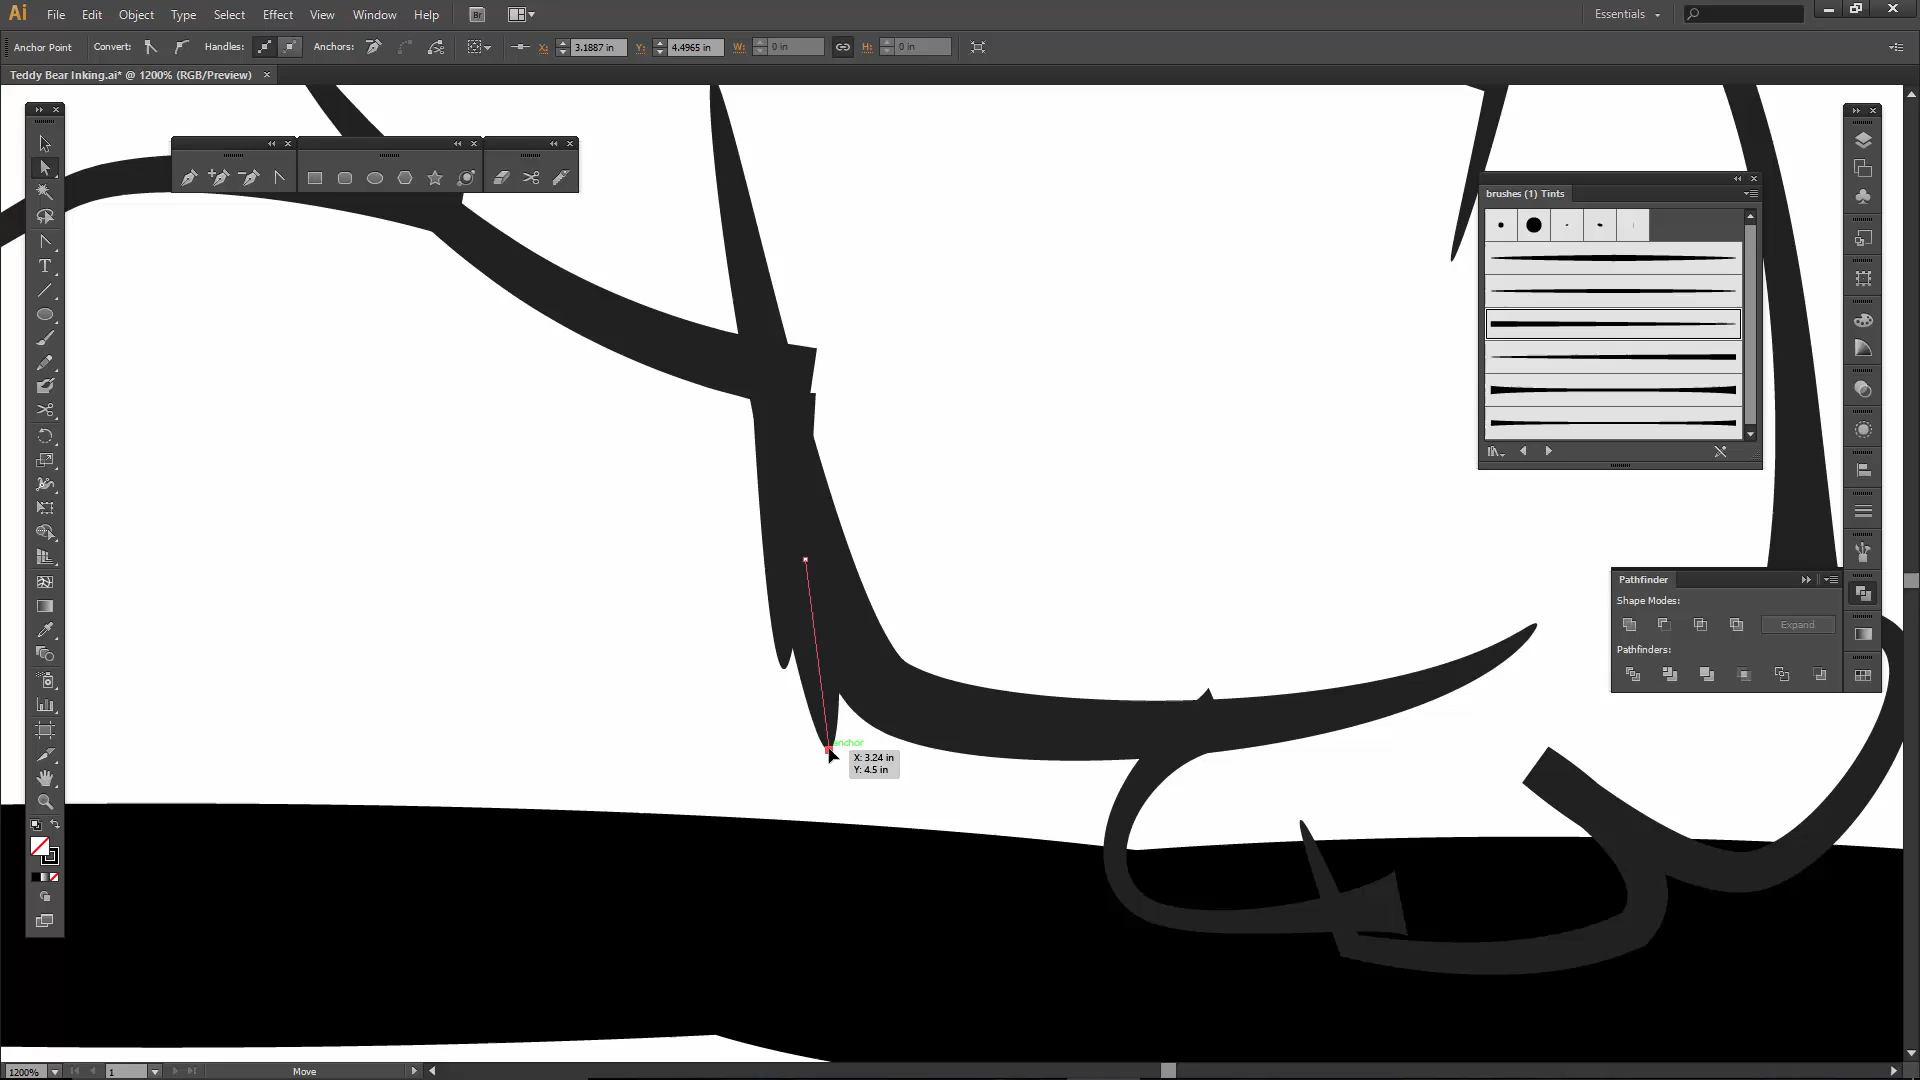 Ai File Edit Object Type Select Effect View Window Help Br Essentials
Anchor Point Convert: Handles: Anchors: X: 3.1887 in Y: 4.4965 in W: 0 in H: 0 in
Teddy Bear Inking.ai* @ 1200% (RGB/Preview)
brushes (1) Tints
Pathfinder
Shape Modes:
Expand
Pathfinders:
anchor
X: 3.24 in
Y: 4.5 in
1200% 1 Move